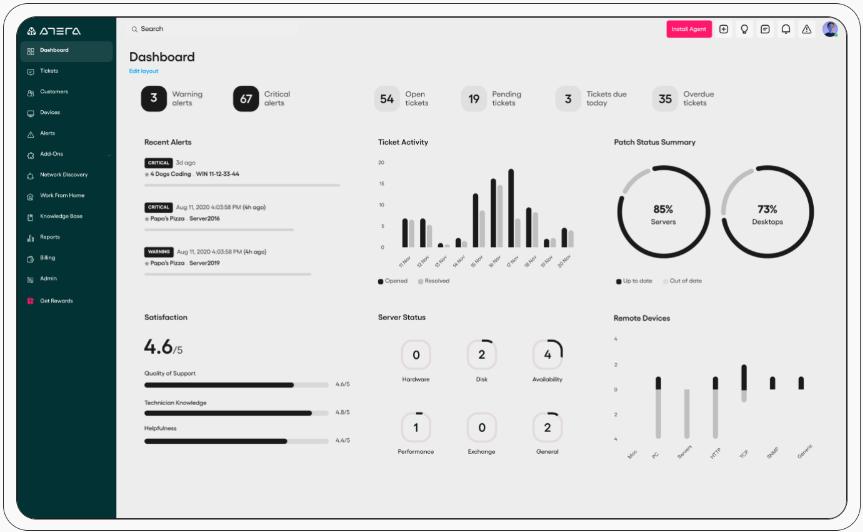 ATERA
Search
Install Agent
Dashboard
Tickets
Customers
Devices
Alerts
Add-Ons
Network Discovery
Work From Home
Knowledge Base
Reports
Billing
Admin
Get Rewards
Dashboard
Edit layout
3 Warning alerts
67 Critical alerts
54 Open tickets
19 Pending tickets
3 Tickets due today
35 Overdue tickets
Recent Alerts
CRITICAL 3d ago
4 Dogs Coding . WIN 11-12-33-44
CRITICAL Aug 11, 2020 4:03:58 PM (4h ago)
Papo's Pizza . Server2016
WARNING Aug 11, 2020 4:03:58 PM (4h ago)
Papo's Pizza . Server2019
Ticket Activity
20
15
10
5
0
11 Nov 12 Nov 13 Nov 14 Nov 15 Nov 16 Nov 17 Nov 18 Nov 19 Nov 20 Nov
Opened Resolved
Patch Status Summary
85%
Servers
73%
Desktops
Up to date Out of date
Satisfaction
4.6/5
Quality of Support
4.6/5
Technician Knowledge
4.8/5
Helpfulness
4.4/5
Server Status
0 2 4
Hardware Disk Availability
1 0 2
Performance Exchange General
Remote Devices
4
2
0
2
4
Mac PC Servers HTTP TCP SNMP Generic